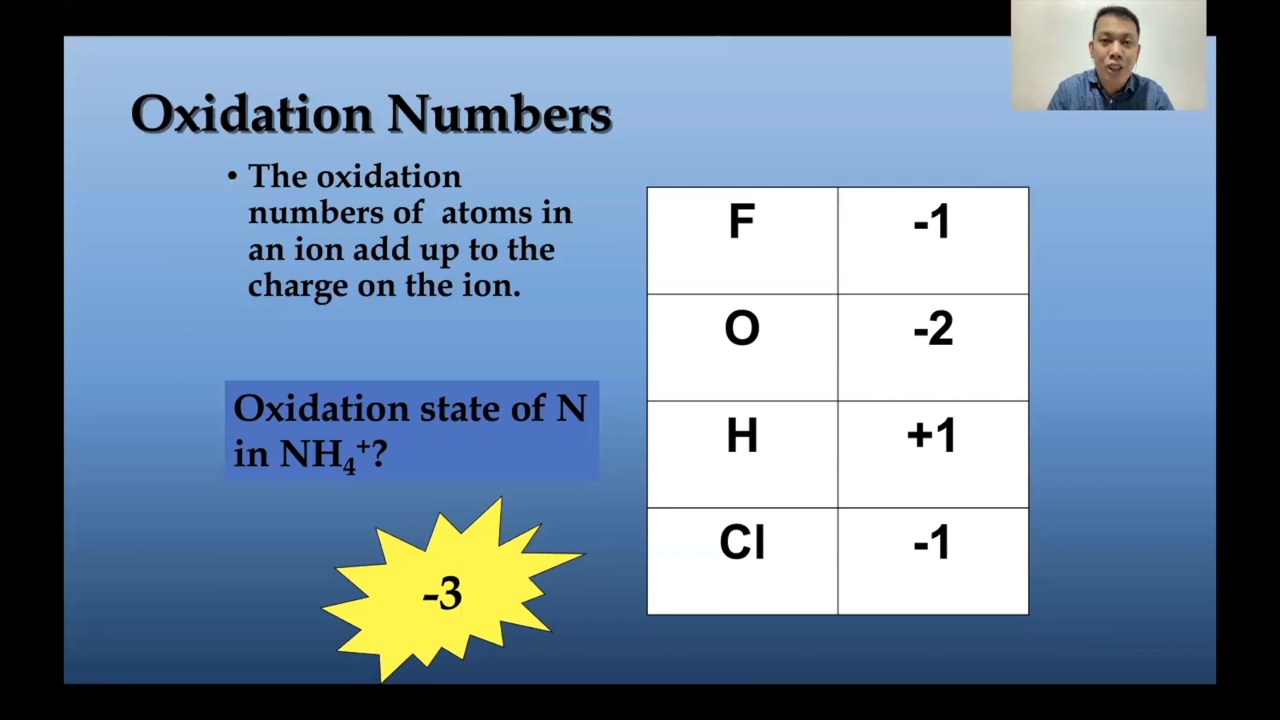 Oxidation Numbers
• The oxidation
numbers of atoms in
an ion add up to the
charge on the ion.
Oxidation state of N
in NH₄⁺?
-3
F -1
O -2
H +1
Cl -1